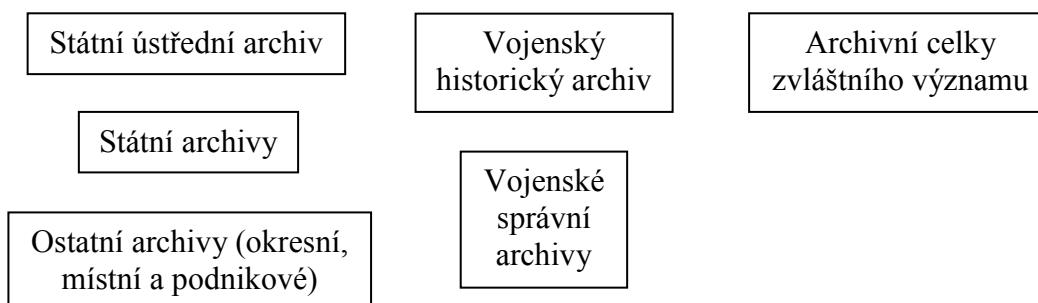 Státní ústřední archiv
Státní archivy
Ostatní archivy (okresní,
místní a podnikové)
Vojenský
historický archiv
Vojenské
správní
archivy
Archivní celky
zvláštního významu